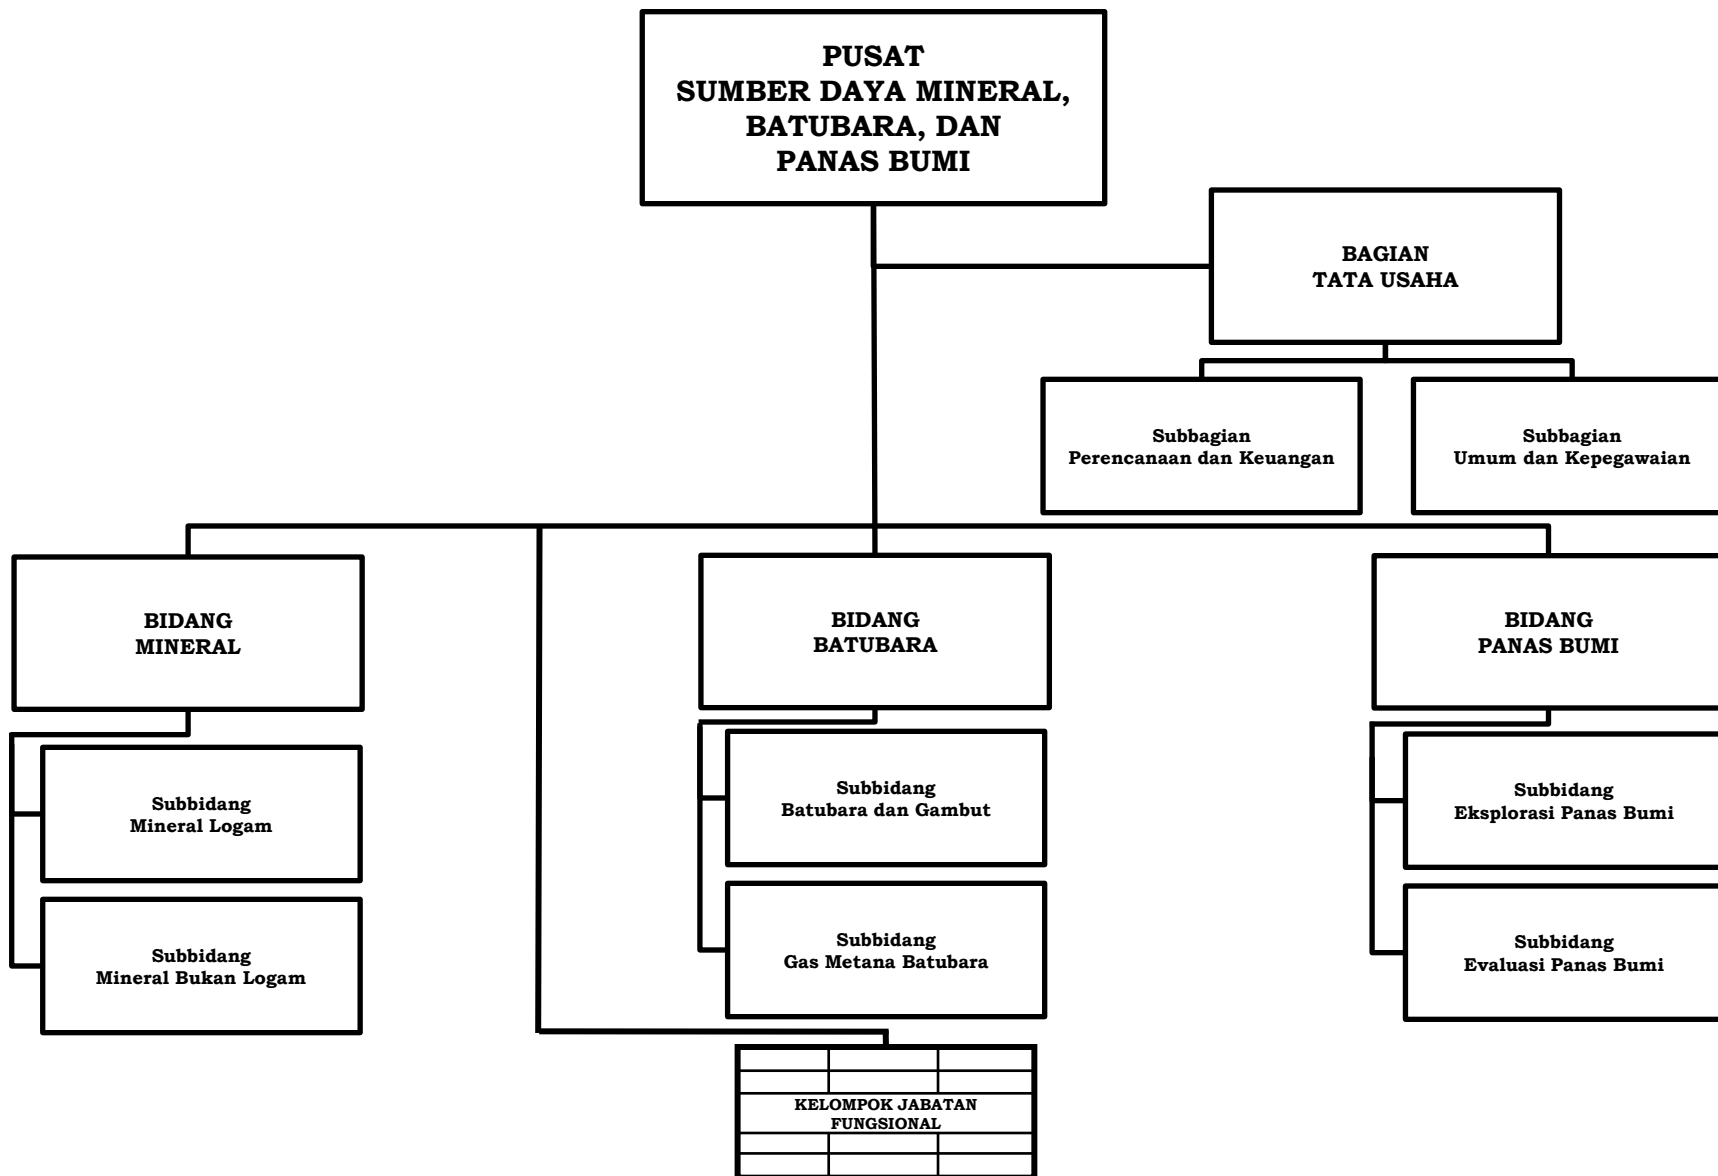 PUSAT
SUMBER DAYA MINERAL,
BATUBARA, DAN
PANAS BUMI
BAGIAN
TATA USAHA
Subbagian
Perencanaan dan Keuangan
Subbagian
Umum dan Kepegawaian
BIDANG
MINERAL
BIDANG
BATUBARA
BIDANG
PANAS BUMI
Subbidang
Mineral Logam
Subbidang
Batubara dan Gambut
Subbidang
Eksplorasi Panas Bumi
Subbidang
Mineral Bukan Logam
Subbidang
Gas Metana Batubara
Subbidang
Evaluasi Panas Bumi
KELOMPOK JABATAN
FUNGSIONAL